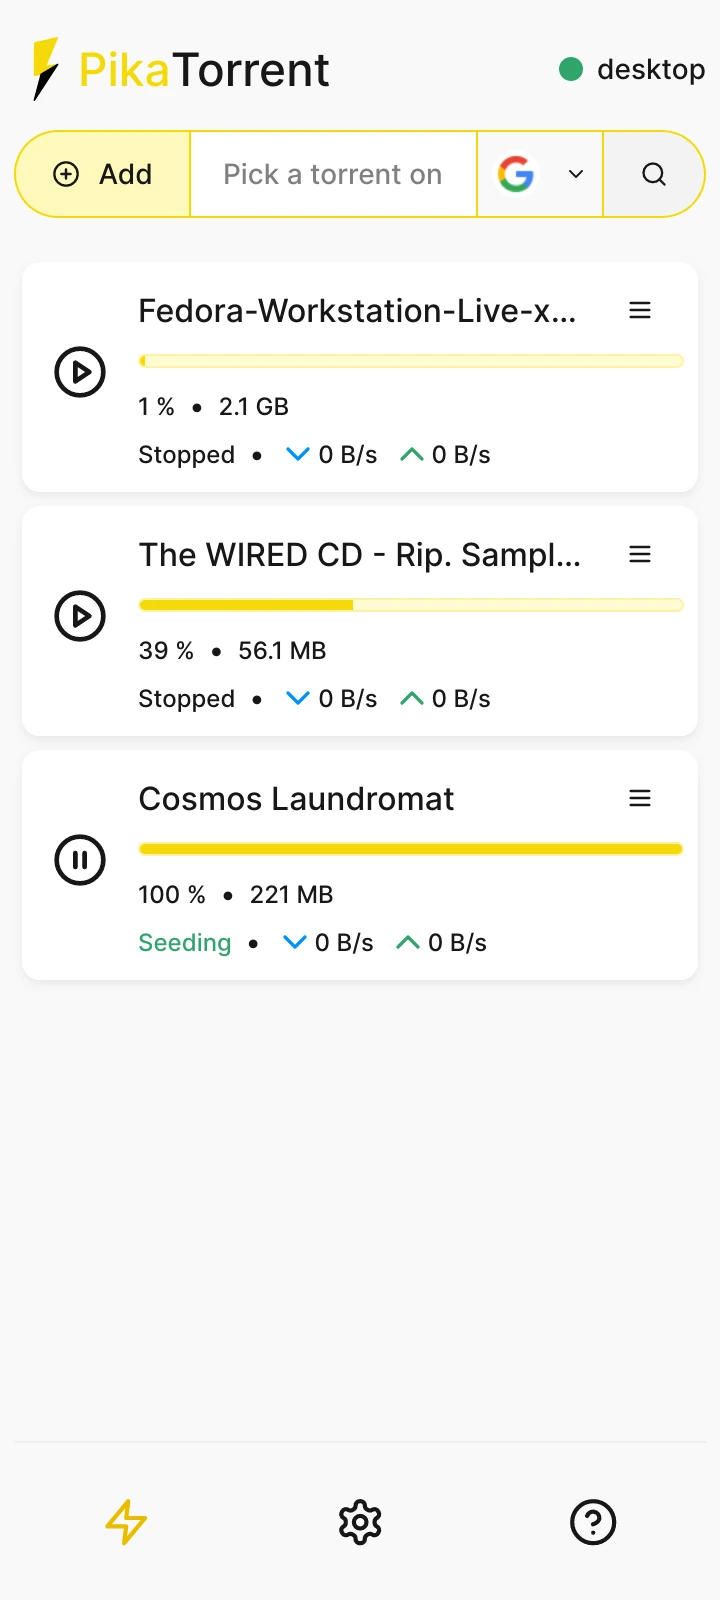 PikaTorrent
desktop
Add
Pick a torrent on
Fedora-Workstation-Live-x...
1 % • 2.1 GB
Stopped • 0 B/s 0 B/s
The WIRED CD - Rip. Sampl...
39 % • 56.1 MB
Stopped • 0 B/s 0 B/s
Cosmos Laundromat
100 % • 221 MB
Seeding • 0 B/s 0 B/s